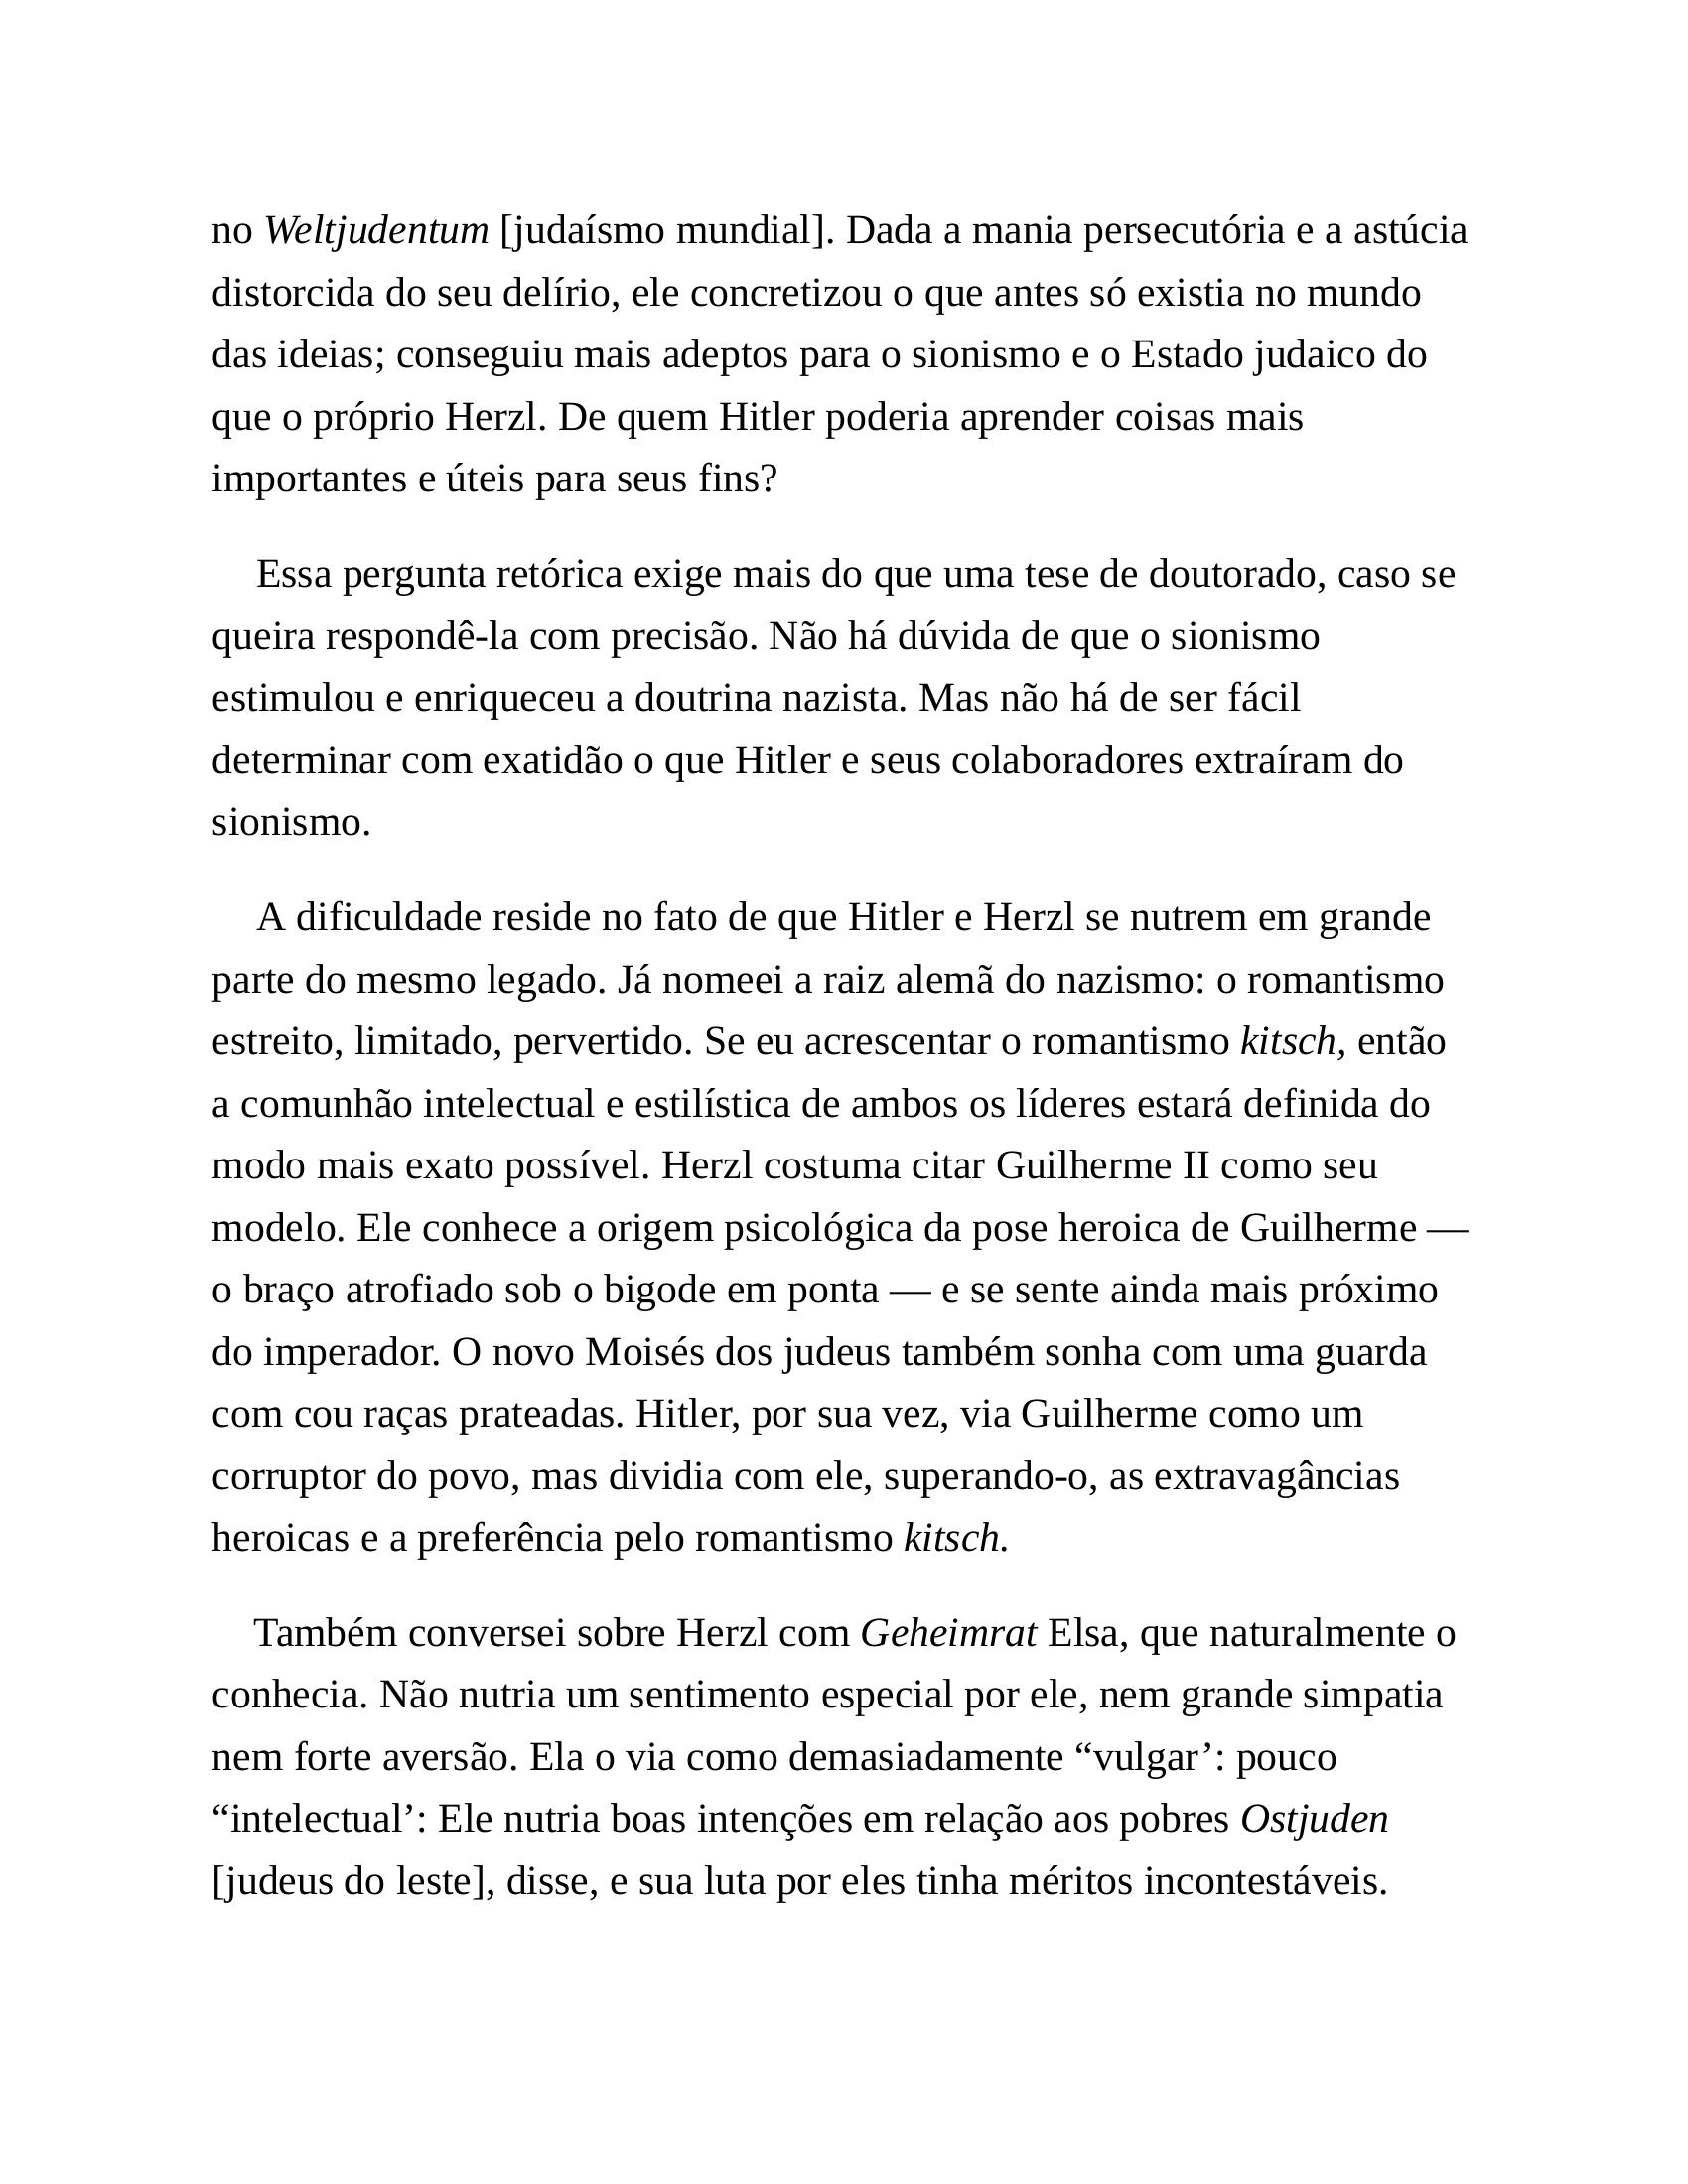 no Weltjudentum [judaísmo mundial]. Dada a mania persecutória e a astúcia
distorcida do seu delírio, ele concretizou o que antes só existia no mundo
das ideias; conseguiu mais adeptos para o sionismo e o Estado judaico do
que o próprio Herzl. De quem Hitler poderia aprender coisas mais
importantes e úteis para seus fins?
Essa pergunta retórica exige mais do que uma tese de doutorado, caso se
queira respondê-la com precisão. Não há dúvida de que o sionismo
estimulou e enriqueceu a doutrina nazista. Mas não há de ser fácil
determinar com exatidão o que Hitler e seus colaboradores extraíram do
sionismo.
A dificuldade reside no fato de que Hitler e Herzl se nutrem em grande
parte do mesmo legado. Já nomeei a raiz alemã do nazismo: o romantismo
estreito, limitado, pervertido. Se eu acrescentar o romantismo kitsch, então
a comunhão intelectual e estilística de ambos os líderes estará definida do
modo mais exato possível. Herzl costuma citar Guilherme II como seu
modelo. Ele conhece a origem psicológica da pose heroica de Guilherme —
o braço atrofiado sob o bigode em ponta — e se sente ainda mais próximo
do imperador. O novo Moisés dos judeus também sonha com uma guarda
com cou raças prateadas. Hitler, por sua vez, via Guilherme como um
corruptor do povo, mas dividia com ele, superando-o, as extravagâncias
heroicas e a preferência pelo romantismo kitsch.
Também conversei sobre Herzl com Geheimrat Elsa, que naturalmente o
conhecia. Não nutria um sentimento especial por ele, nem grande simpatia
nem forte aversão. Ela o via como demasiadamente “vulgar’: pouco
“intelectual’: Ele nutria boas intenções em relação aos pobres Ostjuden
[judeus do leste], disse, e sua luta por eles tinha méritos incontestáveis.